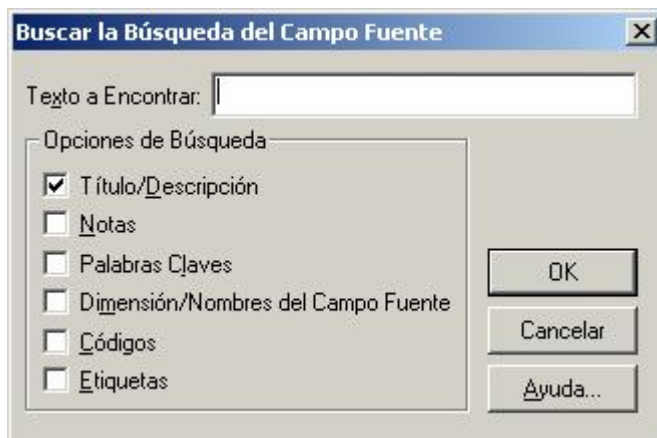 Buscar la Búsqueda del Campo Fuente
Texto a Encontrar:
Opciones de Búsqueda
Título/Descripción
Notas
Palabras Claves
Dimensión/Nombres del Campo Fuente
Códigos
Etiquetas
OK
Cancelar
Ayuda...